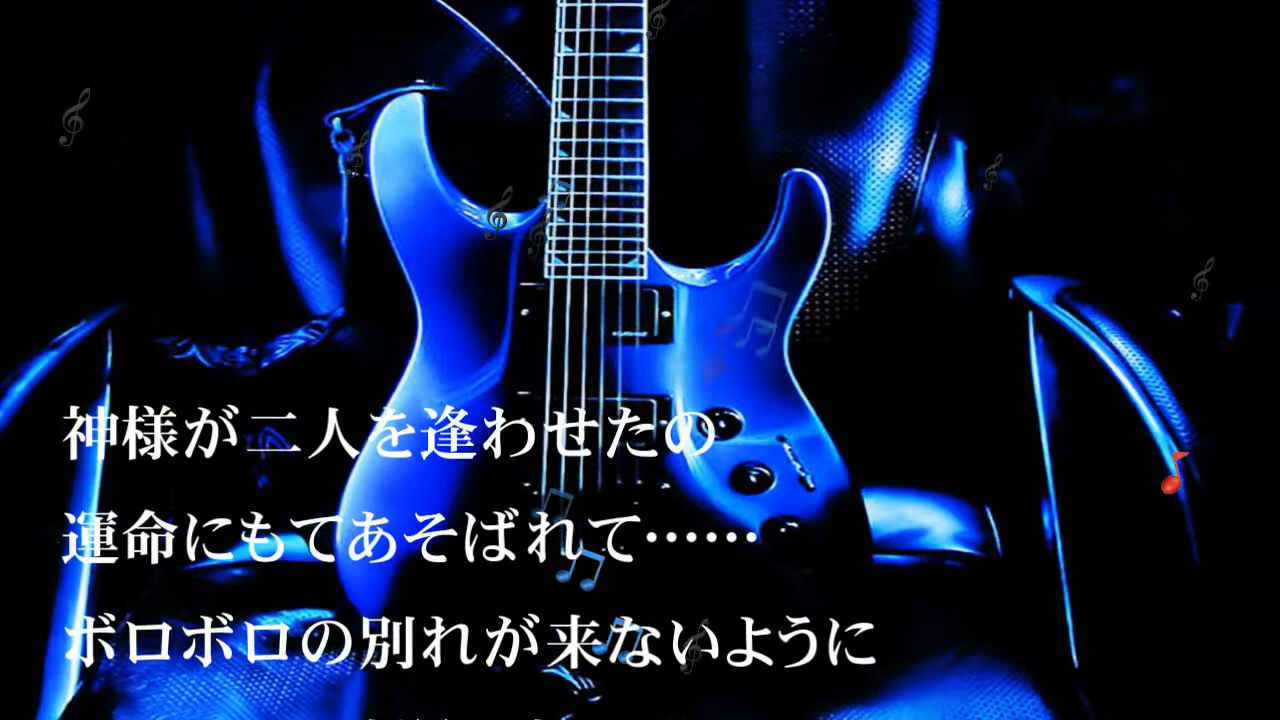 神様が二人を逢わせたの
運命にもてあそばれて……
ボロボロの別れが来ないように